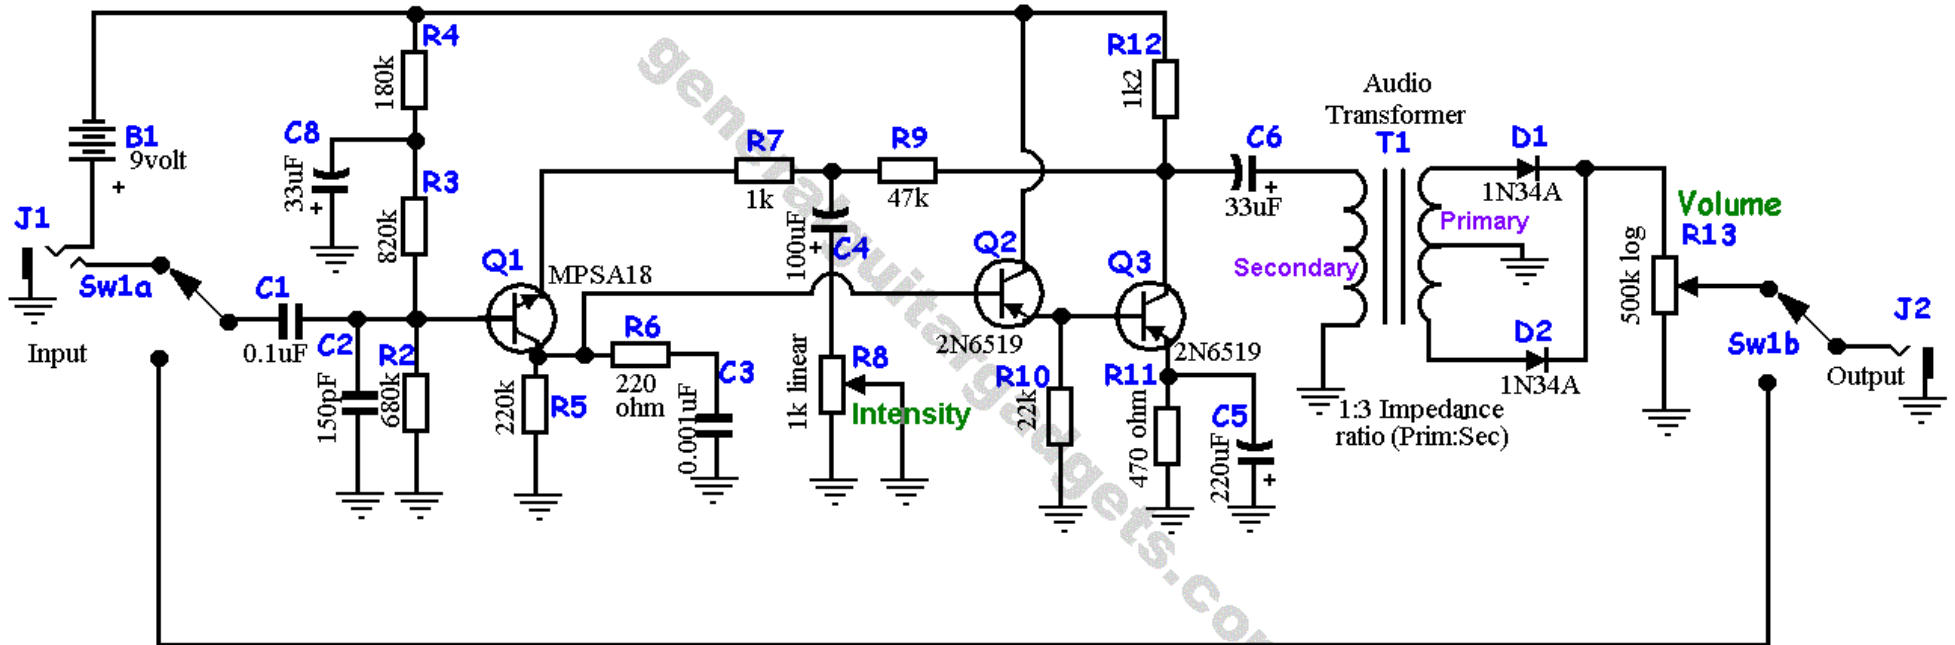 R4
180k
B1
9volt
+
C8
33uF
+
R3
820k
J1
Input
Sw1a
C1
0.1uF
C2
150pF
R2
680k
Q1
MPSA18
R5
220k
R6
220
ohm
C3
0.001uF
R7
1k
R9
47k
100uF
+
C4
R8
1k linear
Intensity
Q2
2N6519
Q3
2N6519
R10
22k
R11
470 ohm
C5
220uF
+
R12
1k2
C6
+
33uF
Audio
Transformer
T1
Secondary
Primary
1:3 Impedance
ratio (Prim:Sec)
D1
1N34A
D2
1N34A
Volume
R13
500k log
Sw1b
J2
Output
generalguitargadgets.com